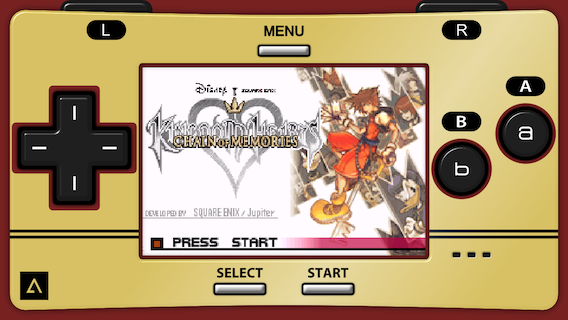 L
MENU
R
Disney
SQUARE ENIX
KINGDOM HEARTS
CHAIN OF MEMORIES
DEVELOPED BY SQUARE ENIX / Jupiter
PRESS START
A
a
B
b
SELECT
START